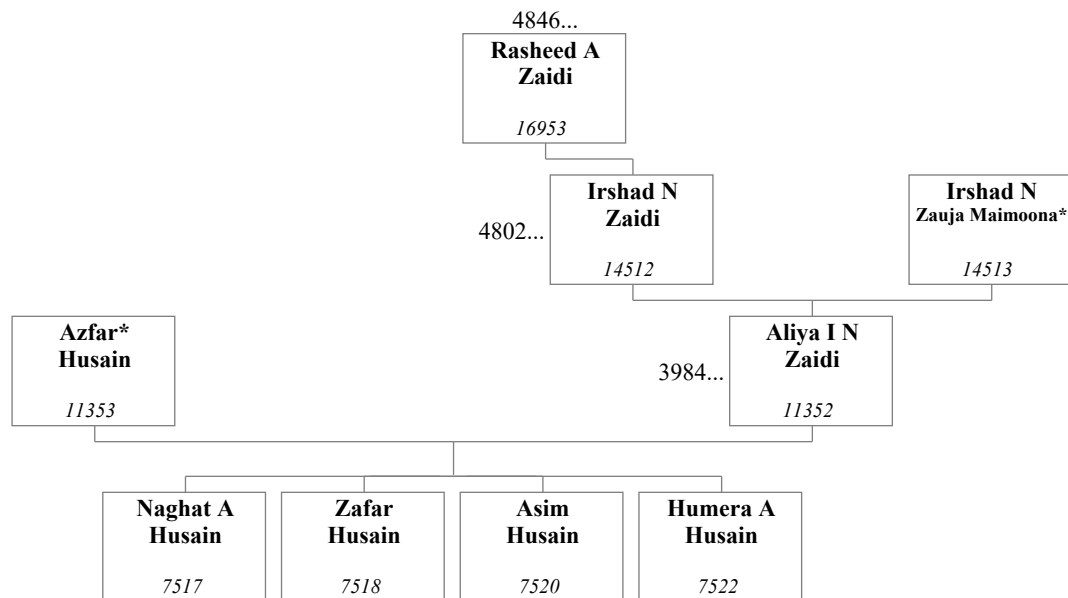 4846...
Rasheed A
Zaidi
16953
Irshad N
Zaidi
14512
4802...
Irshad N
Zauja Maimoona*
14513
Azfar*
Husain
11353
Aliya I N
Zaidi
11352
3984...
Naghat A
Husain
7517
Zafar
Husain
7518
Asim
Husain
7520
Humera A
Husain
7522